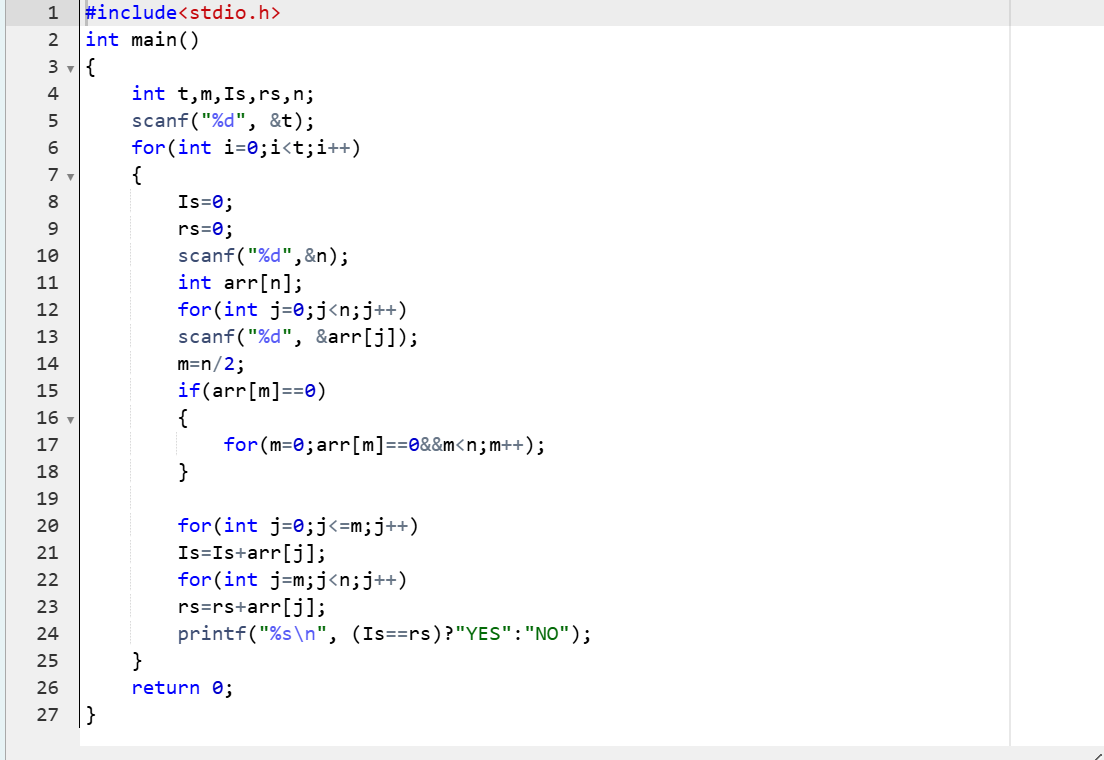 1 #include<stdio.h>
2 int main()
3 {
4 int t,m,Is,rs,n;
5 scanf("%d", &t);
6 for(int i=0;i<t;i++)
7 {
8 Is=0;
9 rs=0;
10 scanf("%d",&n);
11 int arr[n];
12 for(int j=0;j<n;j++)
13 scanf("%d", &arr[j]);
14 m=n/2;
15 if(arr[m]==0)
16 {
17 for(m=0;arr[m]==0&&m<n;m++);
18 }
19
20 for(int j=0;j<=m;j++)
21 Is=Is+arr[j];
22 for(int j=m;j<n;j++)
23 rs=rs+arr[j];
24 printf("%s\n", (Is==rs)?"YES":"NO");
25 }
26 return 0;
27 }